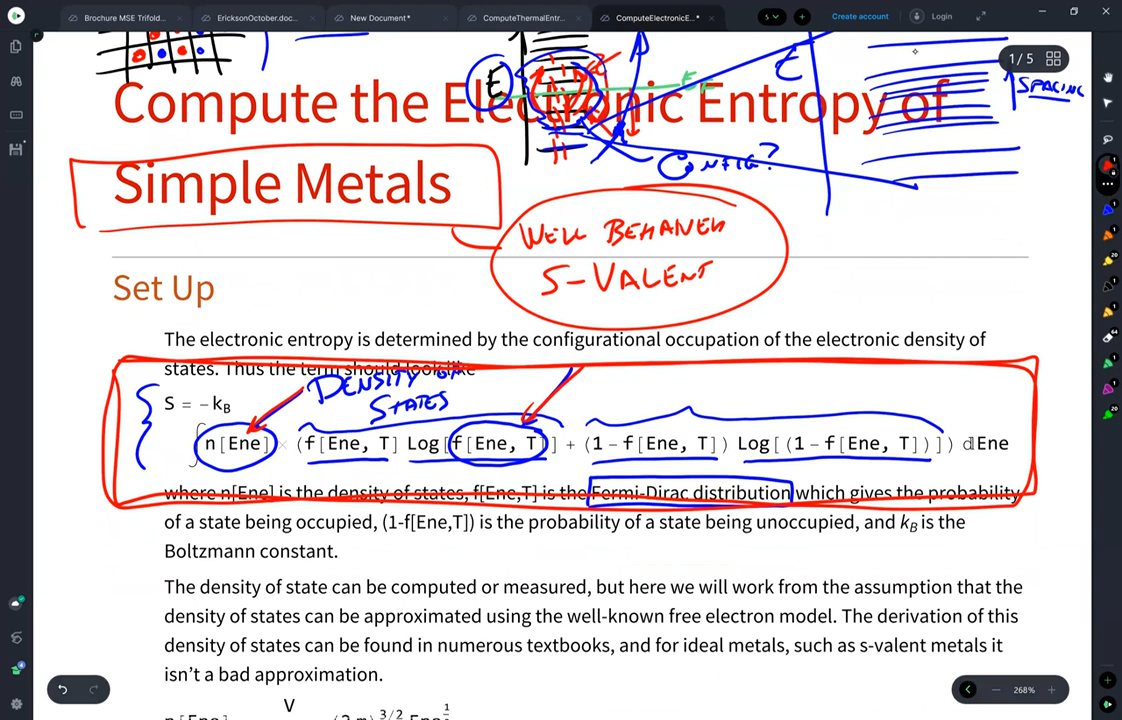 Brochure MSE Trifold...
EricksonOctober.doc...
New Document*
ComputeThermalEntr...
ComputeElectronicE...*
S
Create account
Login
1/5
E
EF
E
SPACING
Compute the Electronic Entropy of
CONFIG?
Simple Metals
WELL BEHAVED
S-VALENT
Set Up
The electronic entropy is determined by the configurational occupation of the electronic density of
states. Thus the term should look like
DENSITY OF
STATES
S = -kB
∫ n[Ene] × (f[Ene, T] Log[f[Ene, T]] + (1 - f[Ene, T]) Log[(1 - f[Ene, T])]) dEne
where n[Ene] is the density of states, f[Ene,T] is the Fermi-Dirac distribution which gives the probability
of a state being occupied, (1-f[Ene,T]) is the probability of a state being unoccupied, and kB is the
Boltzmann constant.
The density of state can be computed or measured, but here we will work from the assumption that the
density of states can be approximated using the well-known free electron model. The derivation of this
density of states can be found in numerous textbooks, and for ideal metals, such as s-valent metals it
isn't a bad approximation.
V
(2 m)3/2 Ene1
268%